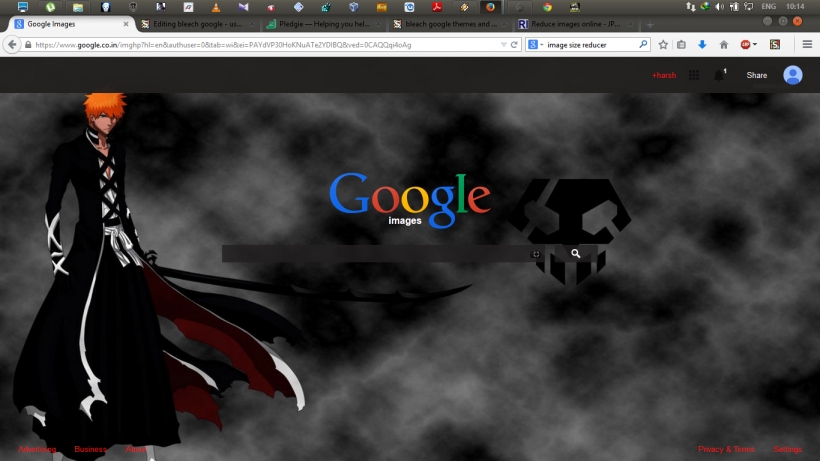 ENG 10:14
Google Images
Editing bleach google - us...
Pledgie — Helping you hel...
bleach google themes and ...
Reduce images online - JP...
https://www.google.co.in/imghp?hl=en&authuser=0&tab=wi&ei=PAYdVP30HoKNuATe2YDIBQ&ved=0CAQQqi4oAg
image size reducer
+harsh
1
Share
Google
images
Advertising Business About
Privacy & Terms Settings